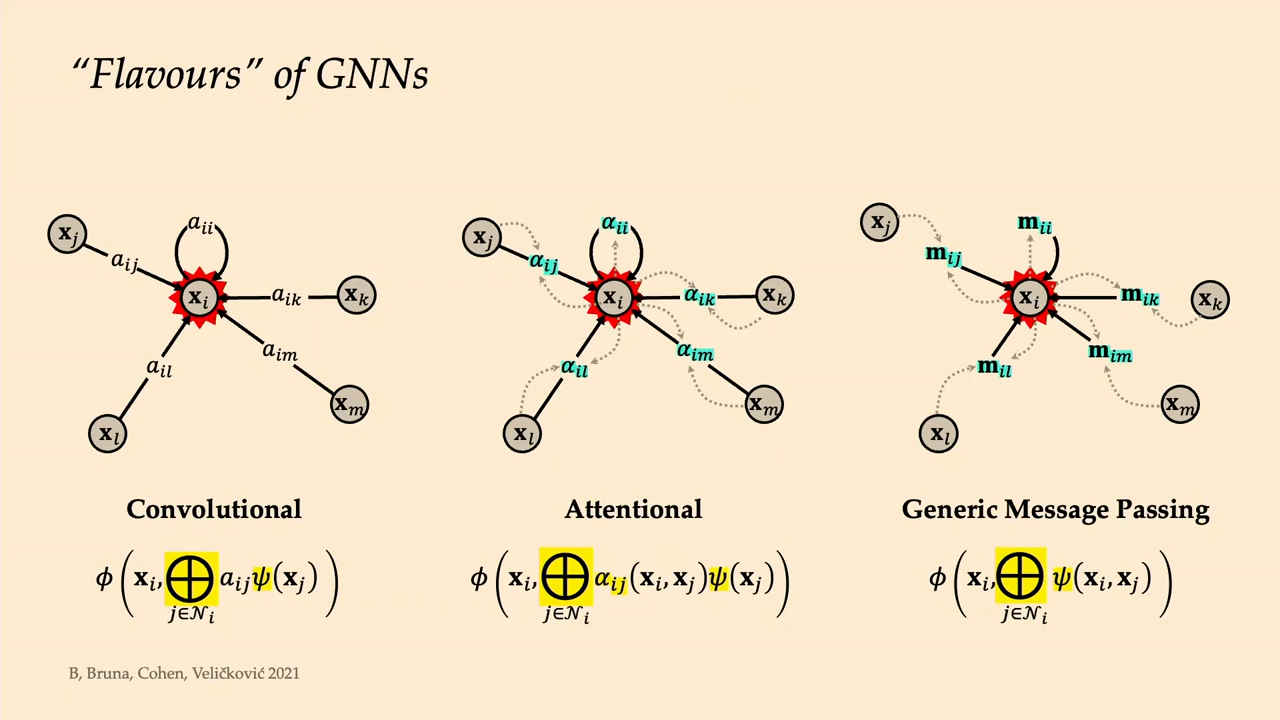 “Flavours” of GNNs
x_j
a_ii
a_ij
x_i
a_ik
x_k
a_im
a_il
x_m
x_l
x_j
α_ii
α_ij
x_i
α_ik
x_k
α_im
α_il
x_m
x_l
x_j
m_ii
m_ij
x_i
m_ik
x_k
m_im
m_il
x_m
x_l
Convolutional
ϕ(x_i, ⊕_{j∈𝒩_i} a_ij ψ(x_j))
Attentional
ϕ(x_i, ⊕_{j∈𝒩_i} α_ij(x_i, x_j)ψ(x_j))
Generic Message Passing
ϕ(x_i, ⊕_{j∈𝒩_i} ψ(x_i, x_j))
B, Bruna, Cohen, Veličković 2021